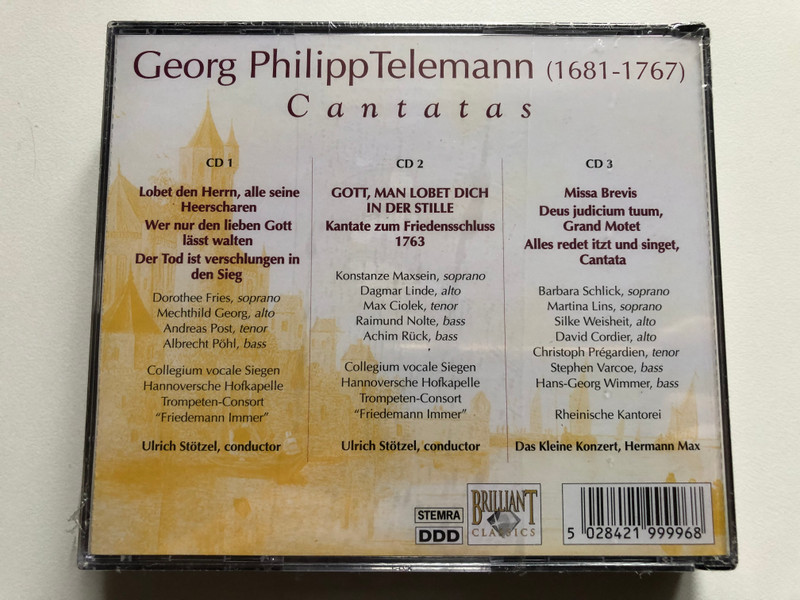 Georg Philipp Telemann (1681-1767)
Cantatas
CD 1
Lobet den Herrn, alle seine
Heerscharen
Wer nur den lieben Gott
lässt walten
Der Tod ist verschlungen in
den Sieg
Dorothee Fries, soprano
Mechthild Georg, alto
Andreas Post, tenor
Albrecht Pöhl, bass
Collegium vocale Siegen
Hannoversche Hofkapelle
Trompeten-Consort
“Friedemann Immer”
Ulrich Stötzel, conductor
CD 2
GOTT, MAN LOBET DICH
IN DER STILLE
Kantate zum Friedensschluss
1763
Konstanze Maxsein, soprano
Dagmar Linde, alto
Max Ciolek, tenor
Raimund Nolte, bass
Achim Rück, bass
Collegium vocale Siegen
Hannoversche Hofkapelle
Trompeten-Consort
“Friedemann Immer”
Ulrich Stötzel, conductor
CD 3
Missa Brevis
Deus judicium tuum,
Grand Motet
Alles redet itzt und singet,
Cantata
Barbara Schlick, soprano
Martina Lins, soprano
Silke Weisheit, alto
David Cordier, alto
Christoph Prégardien, tenor
Stephen Varcoe, bass
Hans-Georg Wimmer, bass
Rheinische Kantorei
Das Kleine Konzert, Hermann Max
STEMRA
DDD
BRILLIANT
CLASSICS
5 028421 999968